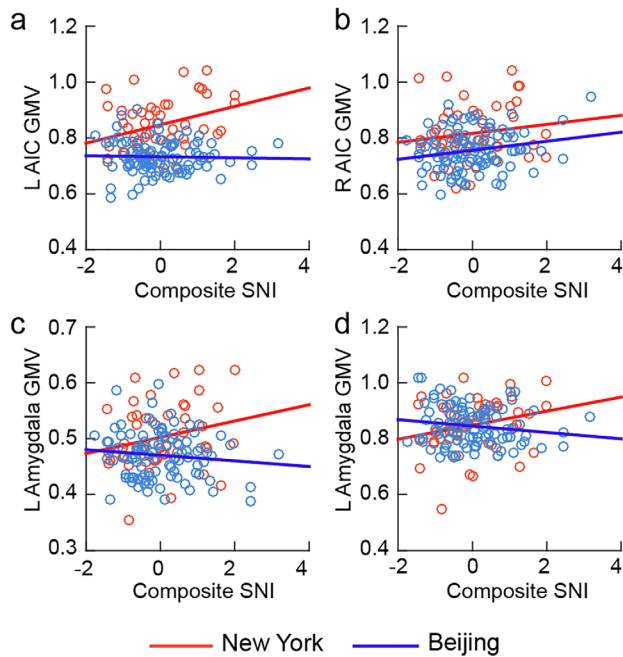 a
1.2
1.0
0.8
0.6
0.4
L AIC GMV
-2
0
2
4
Composite SNI
b
1.2
1.0
0.8
0.6
0.4
R AIC GMV
-2
0
2
4
Composite SNI
c
0.7
0.6
0.5
0.4
0.3
L Amygdala GMV
-2
0
2
4
Composite SNI
d
1.2
1.0
0.8
0.6
0.4
L Amygdala GMV
-2
0
2
4
Composite SNI
New York
Beijing